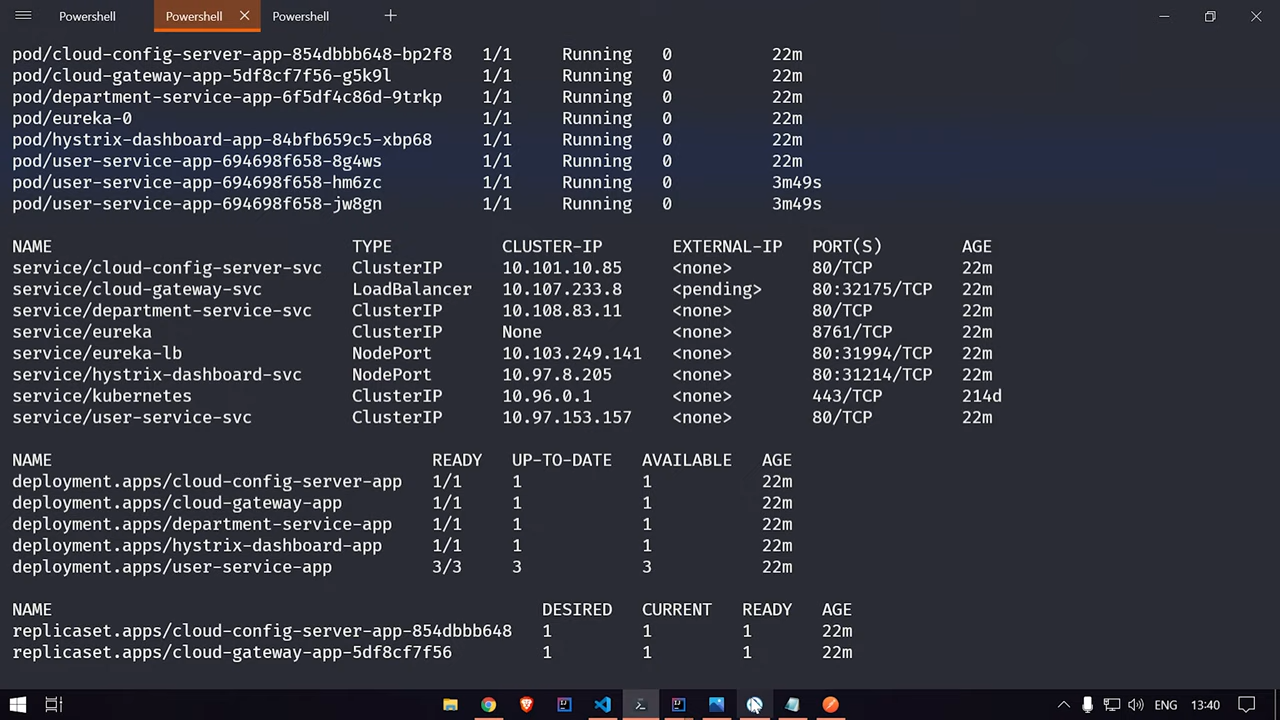 Powershell Powershell Powershell
pod/cloud-config-server-app-854dbbb648-bp2f8 1/1 Running 0 22m
pod/cloud-gateway-app-5df8cf7f56-g5k9l 1/1 Running 0 22m
pod/department-service-app-6f5df4c86d-9trkp 1/1 Running 0 22m
pod/eureka-0 1/1 Running 0 22m
pod/hystrix-dashboard-app-84bfb659c5-xbp68 1/1 Running 0 22m
pod/user-service-app-694698f658-8g4ws 1/1 Running 0 22m
pod/user-service-app-694698f658-hm6zc 1/1 Running 0 3m49s
pod/user-service-app-694698f658-jw8gn 1/1 Running 0 3m49s
NAME TYPE CLUSTER-IP EXTERNAL-IP PORT(S) AGE
service/cloud-config-server-svc ClusterIP 10.101.10.85 <none> 80/TCP 22m
service/cloud-gateway-svc LoadBalancer 10.107.233.8 <pending> 80:32175/TCP 22m
service/department-service-svc ClusterIP 10.108.83.11 <none> 80/TCP 22m
service/eureka ClusterIP None <none> 8761/TCP 22m
service/eureka-lb NodePort 10.103.249.141 <none> 80:31994/TCP 22m
service/hystrix-dashboard-svc NodePort 10.97.8.205 <none> 80:31214/TCP 22m
service/kubernetes ClusterIP 10.96.0.1 <none> 443/TCP 214d
service/user-service-svc ClusterIP 10.97.153.157 <none> 80/TCP 22m
NAME READY UP-TO-DATE AVAILABLE AGE
deployment.apps/cloud-config-server-app 1/1 1 1 22m
deployment.apps/cloud-gateway-app 1/1 1 1 22m
deployment.apps/department-service-app 1/1 1 1 22m
deployment.apps/hystrix-dashboard-app 1/1 1 1 22m
deployment.apps/user-service-app 3/3 3 3 22m
NAME DESIRED CURRENT READY AGE
replicaset.apps/cloud-config-server-app-854dbbb648 1 1 1 22m
replicaset.apps/cloud-gateway-app-5df8cf7f56 1 1 1 22m
ENG 13:40